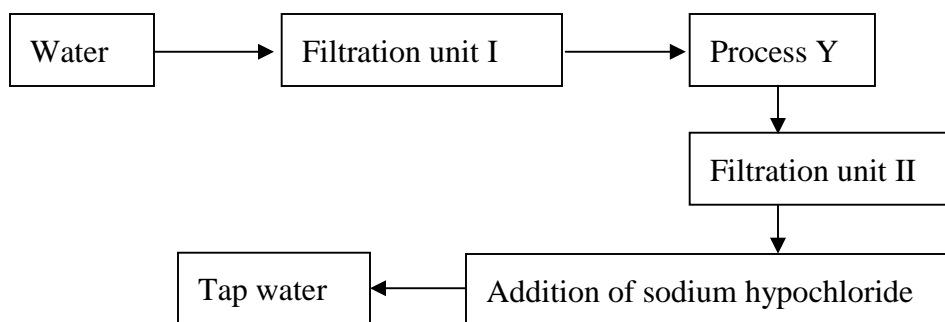 Water
Filtration unit I
Process Y
Filtration unit II
Tap water
Addition of sodium hypochloride